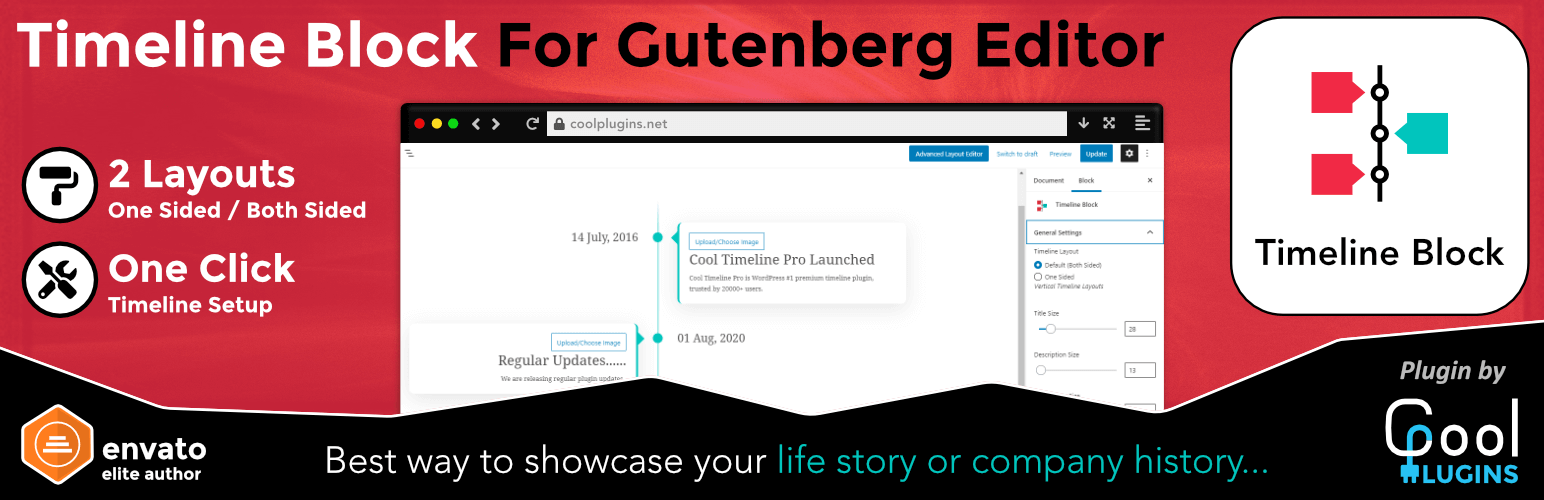 Timeline Block For Gutenberg Editor
2 Layouts
One Sided / Both Sided
One Click
Timeline Setup
coolplugins.net
Advanced Layout Editor
Switch to draft
Preview
Update
Document
Block
Timeline Block
General Settings
Timeline Layout
Default (Both Sided)
One Sided
Vertical Timeline Layouts
Title Size
28
Description Size
13
14 July, 2016
Upload/Choose Image
Cool Timeline Pro Launched
Cool Timeline Pro is WordPress #1 premium timeline plugin,
trusted by 20000+ users.
Upload/Choose Image
01 Aug, 2020
Regular Updates......
We are releasing regular plugin updates
Timeline Block
envato
elite author
Best way to showcase your life story or company history...
Plugin by
Cool
PLUGINS